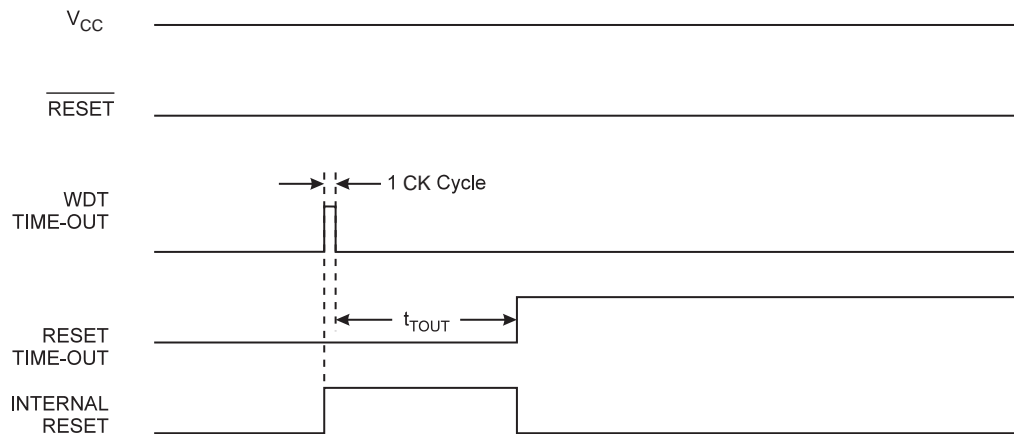 VCC
RESET
1 CK Cycle
WDT
TIME-OUT
tTOUT
RESET
TIME-OUT
INTERNAL
RESET